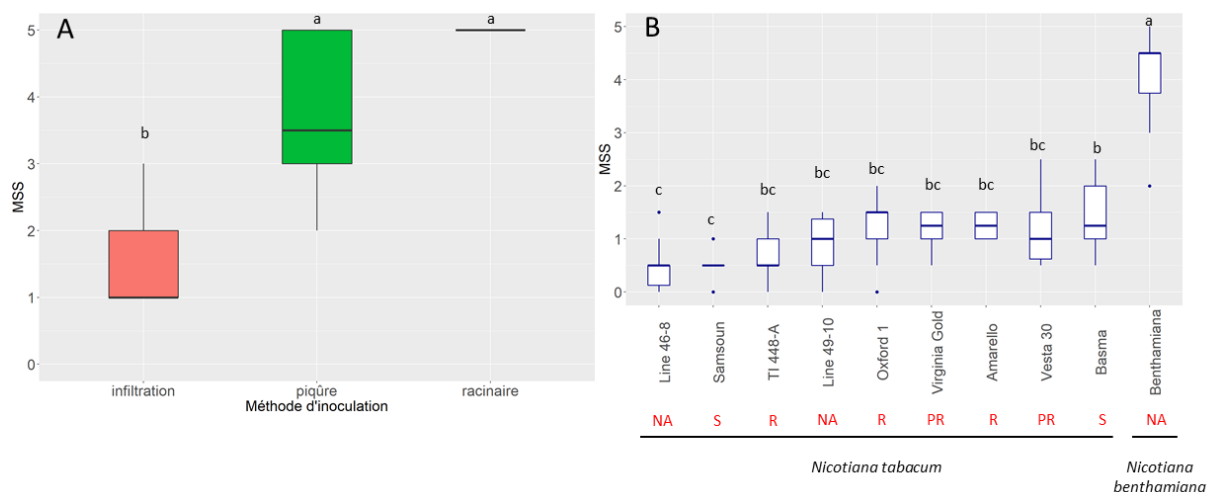 A
MSS
5
4
3
2
1
0
b
a
a
infiltration
piqûre
racinaire
Méthode d'inoculation
B
MSS
5
4
3
2
1
0
c
c
bc
bc
bc
bc
bc
bc
b
a
Line 46-8
Samsoun
TI 448-A
Line 49-10
Oxford 1
Virginia Gold
Amarello
Vesta 30
Basma
Benthamiana
NA S R NA R PR R PR S NA
Nicotiana tabacum
Nicotiana
benthamiana